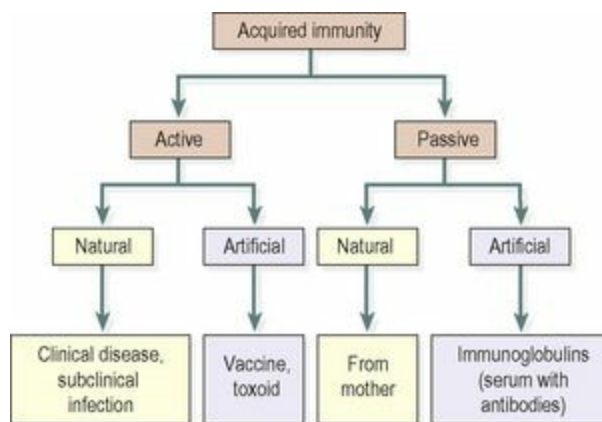 Acquired immunity
Active
Passive
Natural
Artificial
Natural
Artificial
Clinical disease,
subclinical
infection
Vaccine,
toxoid
From
mother
Immunoglobulins
(serum with
antibodies)